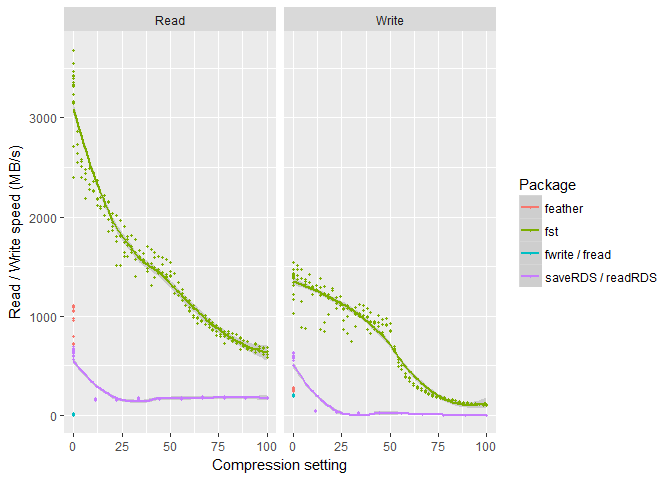 Read Write
3000
2000
1000
0
0 25 50 75 100 0 25 50 75 100
Compression setting
Read / Write speed (MB/s)
Package
feather
fst
fwrite / fread
saveRDS / readRDS